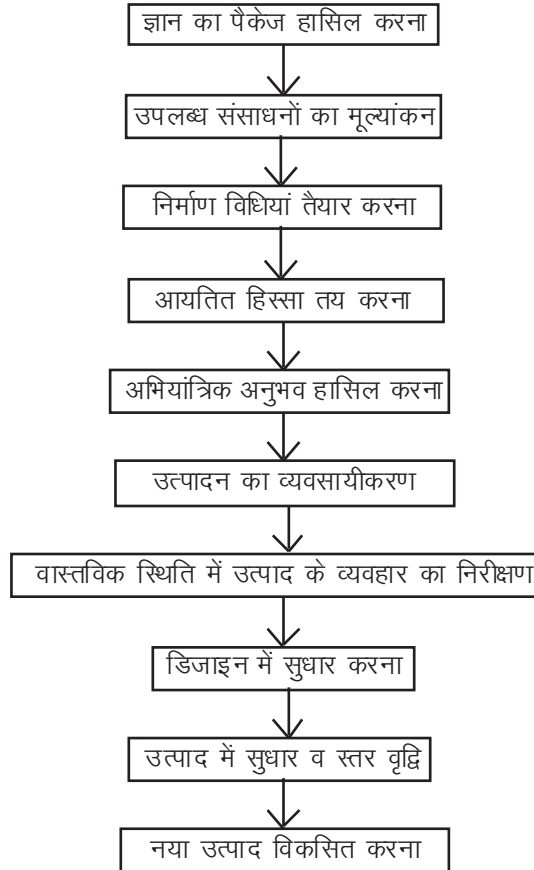 ज्ञान का पैकेज हासिल करना
उपलब्ध संसाधनों का मूल्यांकन
निर्माण विधियां तैयार करना
आयतित हिस्सा तय करना
अभियांत्रिक अनुभव हासिल करना
उत्पादन का व्यवसायीकरण
वास्तविक स्थिति में उत्पाद के व्यवहार का निरीक्षण
डिजाइन में सुधार करना
उत्पाद में सुधार व स्तर वृद्वि
नया उत्पाद विकसित करना